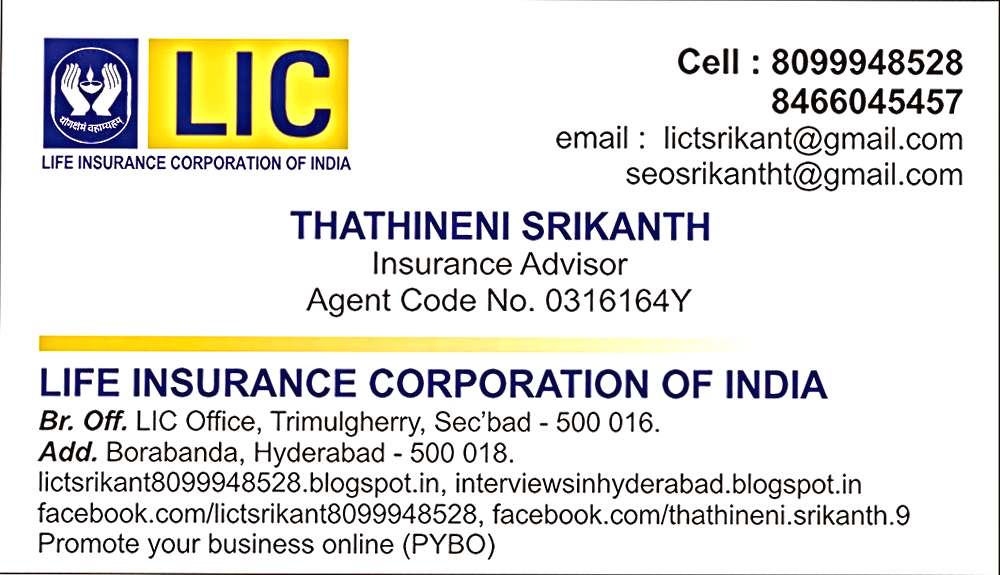 योगक्षेमं वहाम्यहम्
LIC
LIFE INSURANCE CORPORATION OF INDIA
Cell : 8099948528
8466045457
email : lictsrikant@gmail.com
seosrikantht@gmail.com
THATHINENI SRIKANTH
Insurance Advisor
Agent Code No. 0316164Y
LIFE INSURANCE CORPORATION OF INDIA
Br. Off. LIC Office, Trimulgherry, Sec'bad - 500 016.
Add. Borabanda, Hyderabad - 500 018.
lictsrikant8099948528.blogspot.in, interviewsinhyderabad.blogspot.in
facebook.com/lictsrikant8099948528, facebook.com/thathineni.srikanth.9
Promote your business online (PYBO)